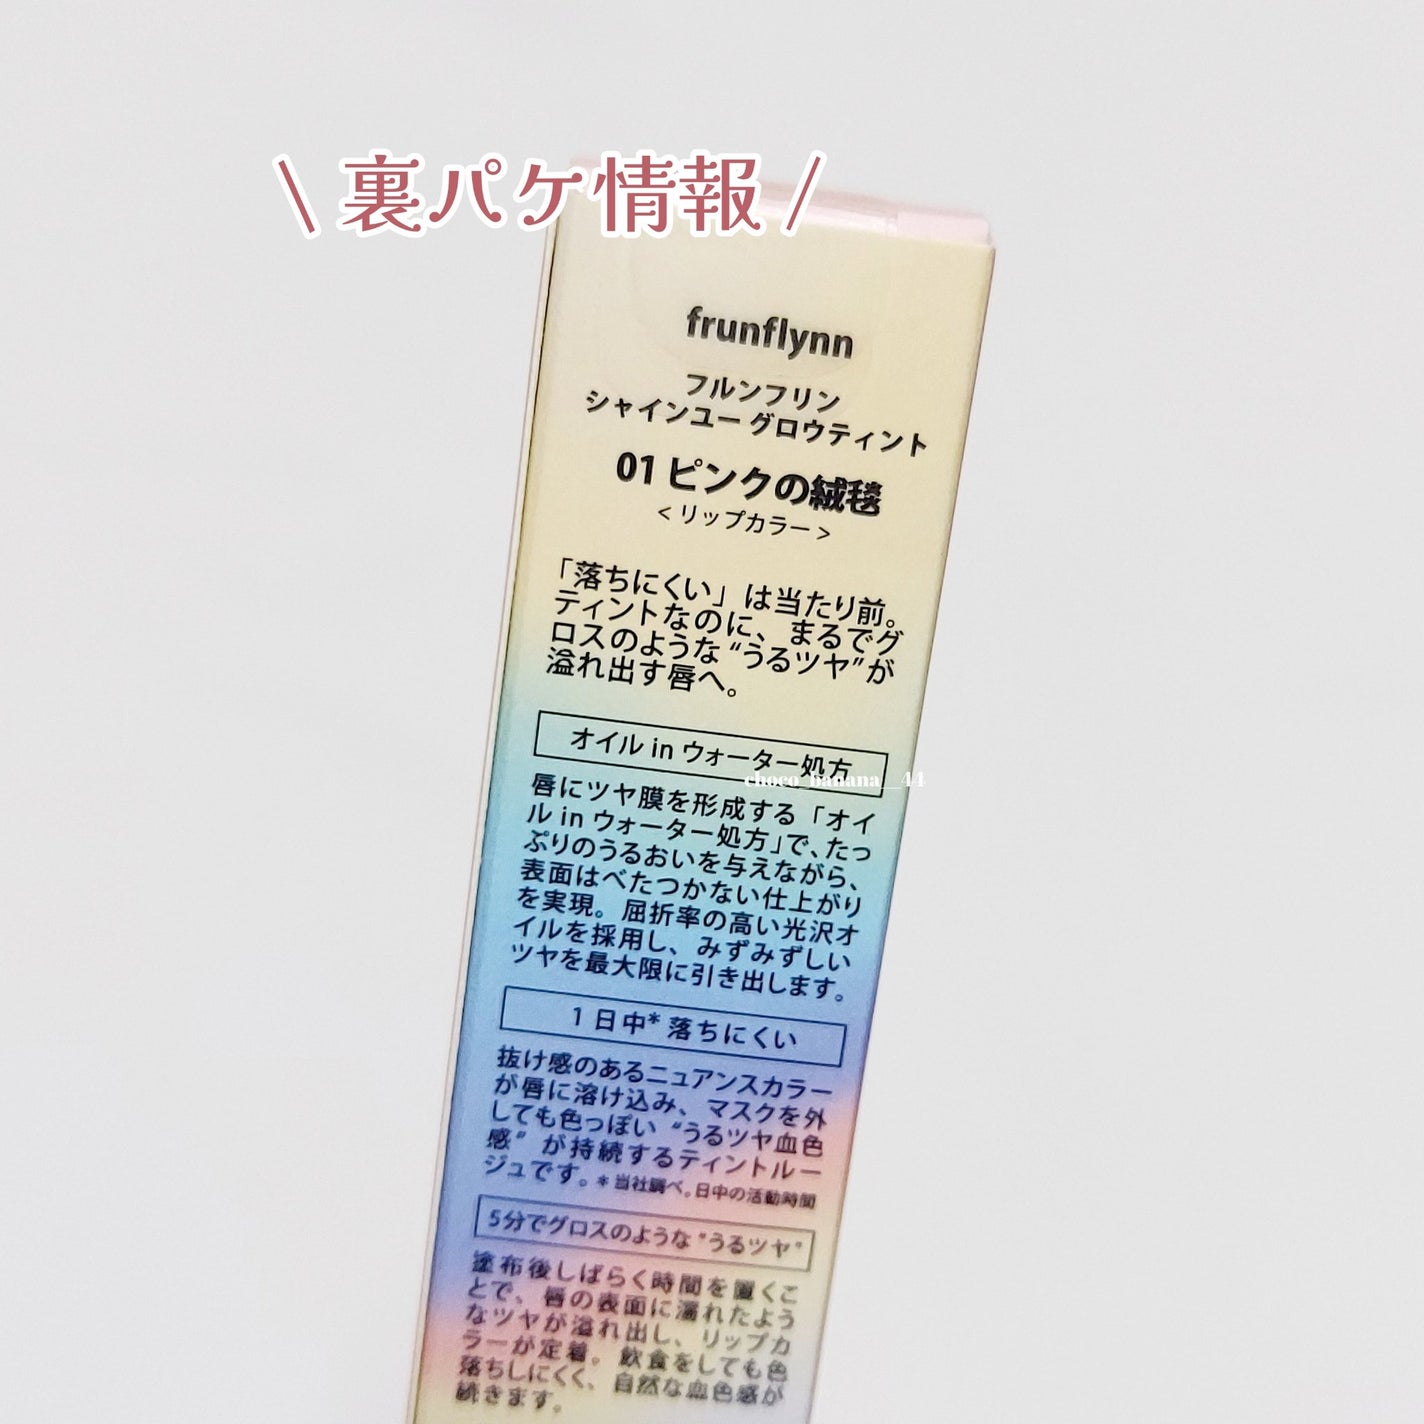 \ 裏パケ情報 /
frunflynn
フルンフリン
シャインユー グロウティント
01 ピンクの絨毯
< リップカラー >
「落ちにくい」は当たり前。
ティントなのに、まるでグ
ロスのような“うるツヤ”が
溢れ出す唇へ。
オイル in ウォーター処方
choco_banana__44
唇にツヤ膜を形成する「オイ
ル in ウォーター処方」で、たっ
ぷりのうるおいを与えながら、
表面はべたつかない仕上がり
を実現。屈折率の高い光沢オ
イルを採用し、みずみずしい
ツヤを最大限に引き出します。
1 日中* 落ちにくい
抜け感のあるニュアンスカラー
が唇に溶け込み、マスクを外
しても色っぽい “うるツヤ血色
感” が持続するティントルー
ジュです。*当社調べ。日中の活動時間
5分でグロスのような “うるツヤ”
塗布後しばらく時間を置くこ
とで、唇の表面に濡れたよう
なツヤが溢れ出し、リップカ
ラーが定着。飲食をしても色
落ちしにくく、自然な血色感が
続きます。